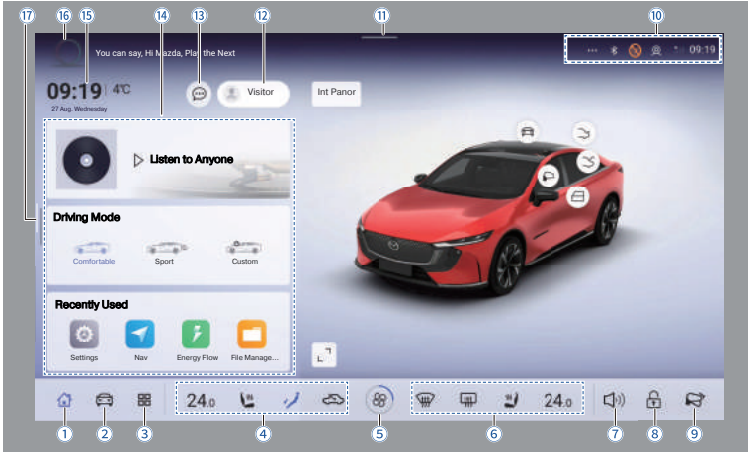 17 16 15 14 13 12 11 10
You can say, Hi Mazda, Play the Next
09:19
09:19 4℃
27 Aug. Wednesday
Visitor
Int Panor
Listen to Anyone
Driving Mode
Comfortable Sport Custom
Recently Used
Settings Nav Energy Flow File Manage...
24.0 24.0
1 2 3 4 5 6 7 8 9